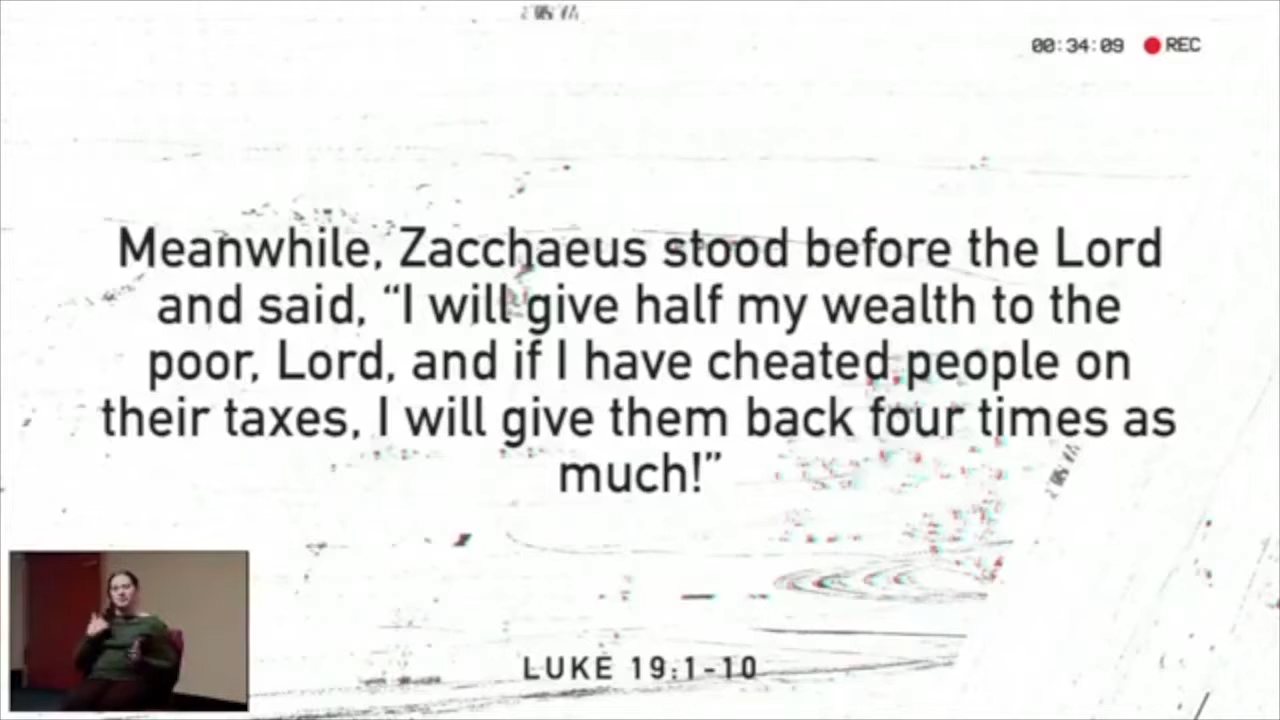 00:34:09 REC
Meanwhile, Zacchaeus stood before the Lord
and said, “I will give half my wealth to the
poor, Lord, and if I have cheated people on
their taxes, I will give them back four times as
much!”
LUKE 19:1-10